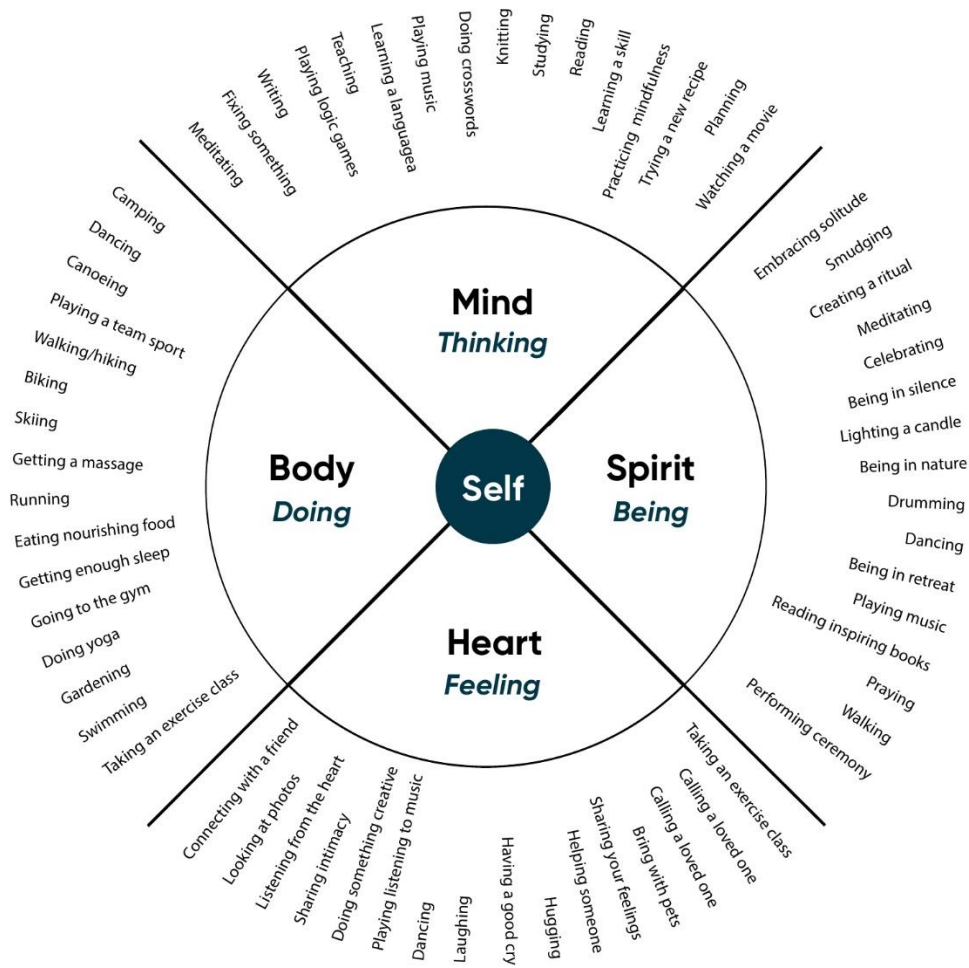 Meditating
Fixing something
Writing
Playing logic games
Teaching
Learning a languagea
Playing music
Doing crosswords
Knitting
Studying
Reading
Learning a skill
Practicing mindfulness
Trying a new recipe
Planning
Watching a movie
Embracing solitude
Smudging
Creating a ritual
Meditating
Celebrating
Being in silence
Lighting a candle
Being in nature
Drumming
Dancing
Being in retreat
Playing music
Reading inspiring books
Praying
Walking
Performing ceremony
Taking an exercise class
Calling a loved one
Calling a loved one
Bring with pets
Sharing your feelings
Helping someone
Hugging
Having a good cry
Laughing
Dancing
Playing listening to music
Doing something creative
Sharing intimacy
Listening from the heart
Looking at photos
Connecting with a friend
Taking an exercise class
Swimming
Gardening
Doing yoga
Going to the gym
Getting enough sleep
Eating nourishing food
Running
Getting a massage
Skiing
Biking
Walking/hiking
Playing a team sport
Canoeing
Dancing
Camping
Mind
Thinking
Body
Doing
Self
Spirit
Being
Heart
Feeling